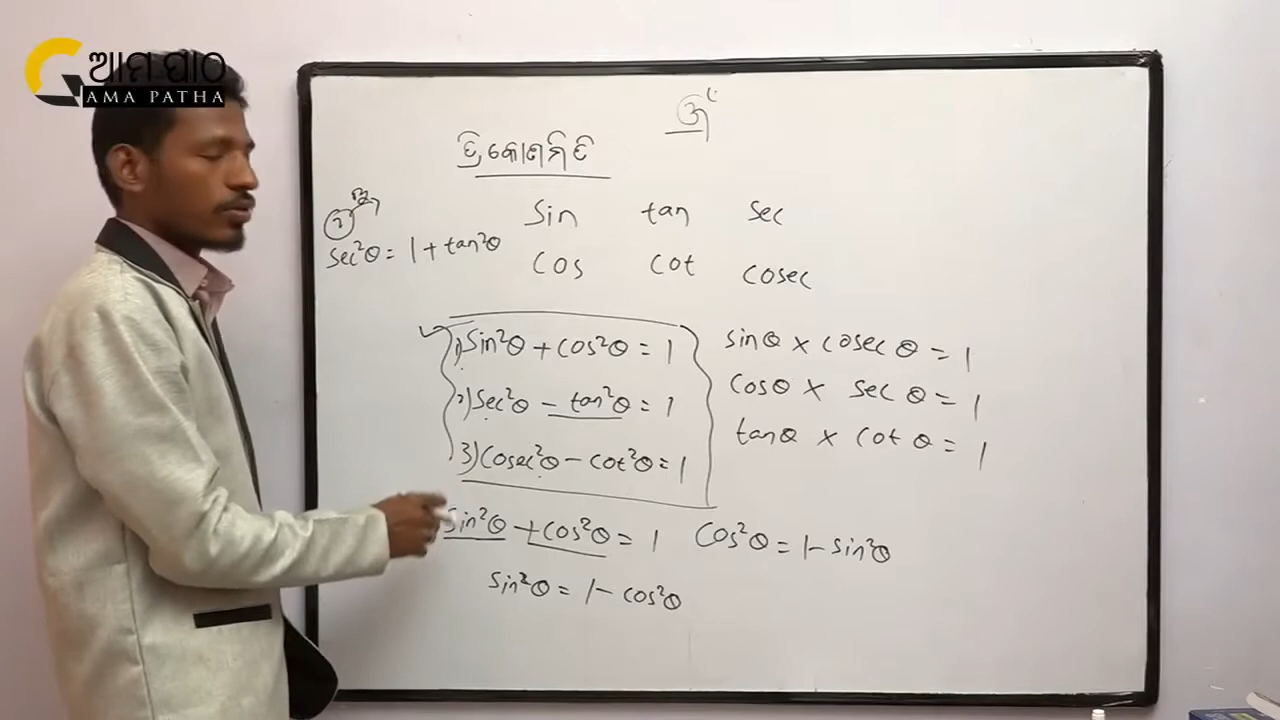 ଆମ ପାଠ
AMA PATHA
ତ୍ରିକୋଣମିତି
sin tan sec
cos cot cosec
2
sec²θ = 1 + tan²θ
1) sin²θ + cos²θ = 1
2) sec²θ - tan²θ = 1
3) cosec²θ - cot²θ = 1
sinθ × cosec θ = 1
cosθ × sec θ = 1
tanθ × cot θ = 1
sin²θ + cos²θ = 1
cos²θ = 1 - sin²θ
sin²θ = 1 - cos²θ